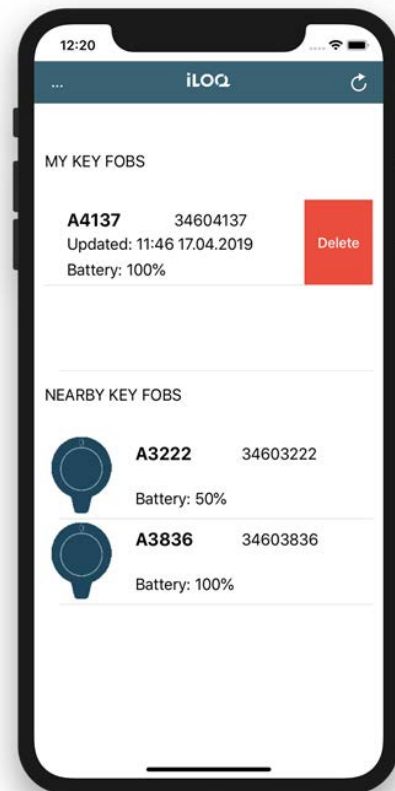 12:20
...
iLOQ
MY KEY FOBS
A4137 34604137
Updated: 11:46 17.04.2019
Delete
Battery: 100%
NEARBY KEY FOBS
A3222 34603222
Battery: 50%
A3836 34603836
Battery: 100%